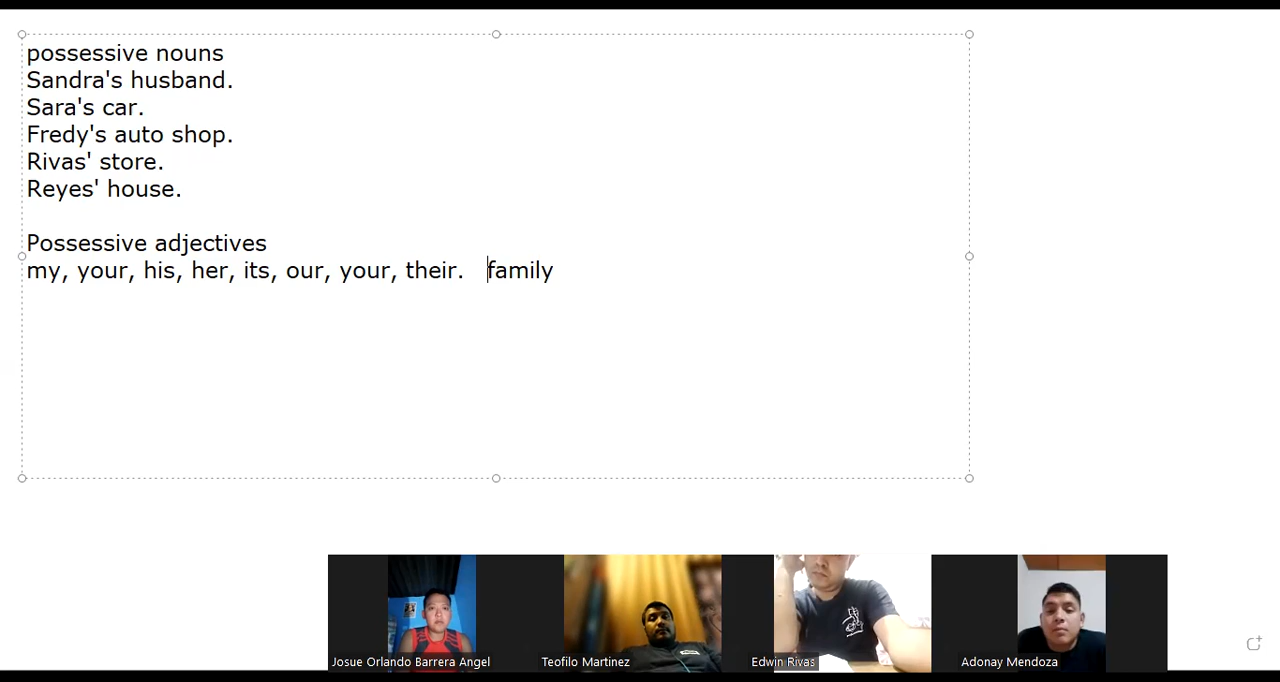 possessive nouns
Sandra's husband.
Sara's car.
Fredy's auto shop.
Rivas' store.
Reyes' house.
Possessive adjectives
my, your, his, her, its, our, your, their.   family
Josue Orlando Barrera Angel
Teofilo Martinez
Edwin Rivas
Adonay Mendoza